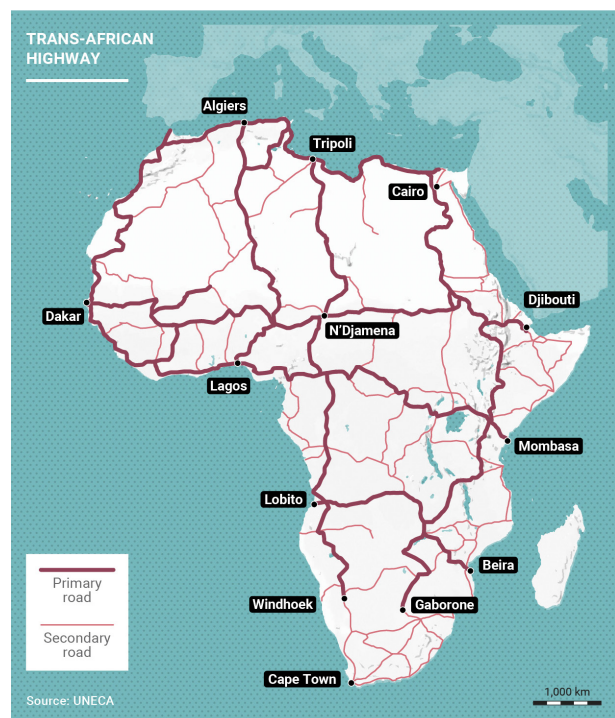 TRANS-AFRICAN
HIGHWAY
Algiers
Tripoli
Cairo
Djibouti
Dakar
N'Djamena
Lagos
Mombasa
Lobito
Beira
Windhoek
Gaborone
Cape Town
Primary
road
Secondary
road
Source: UNECA
1,000 km